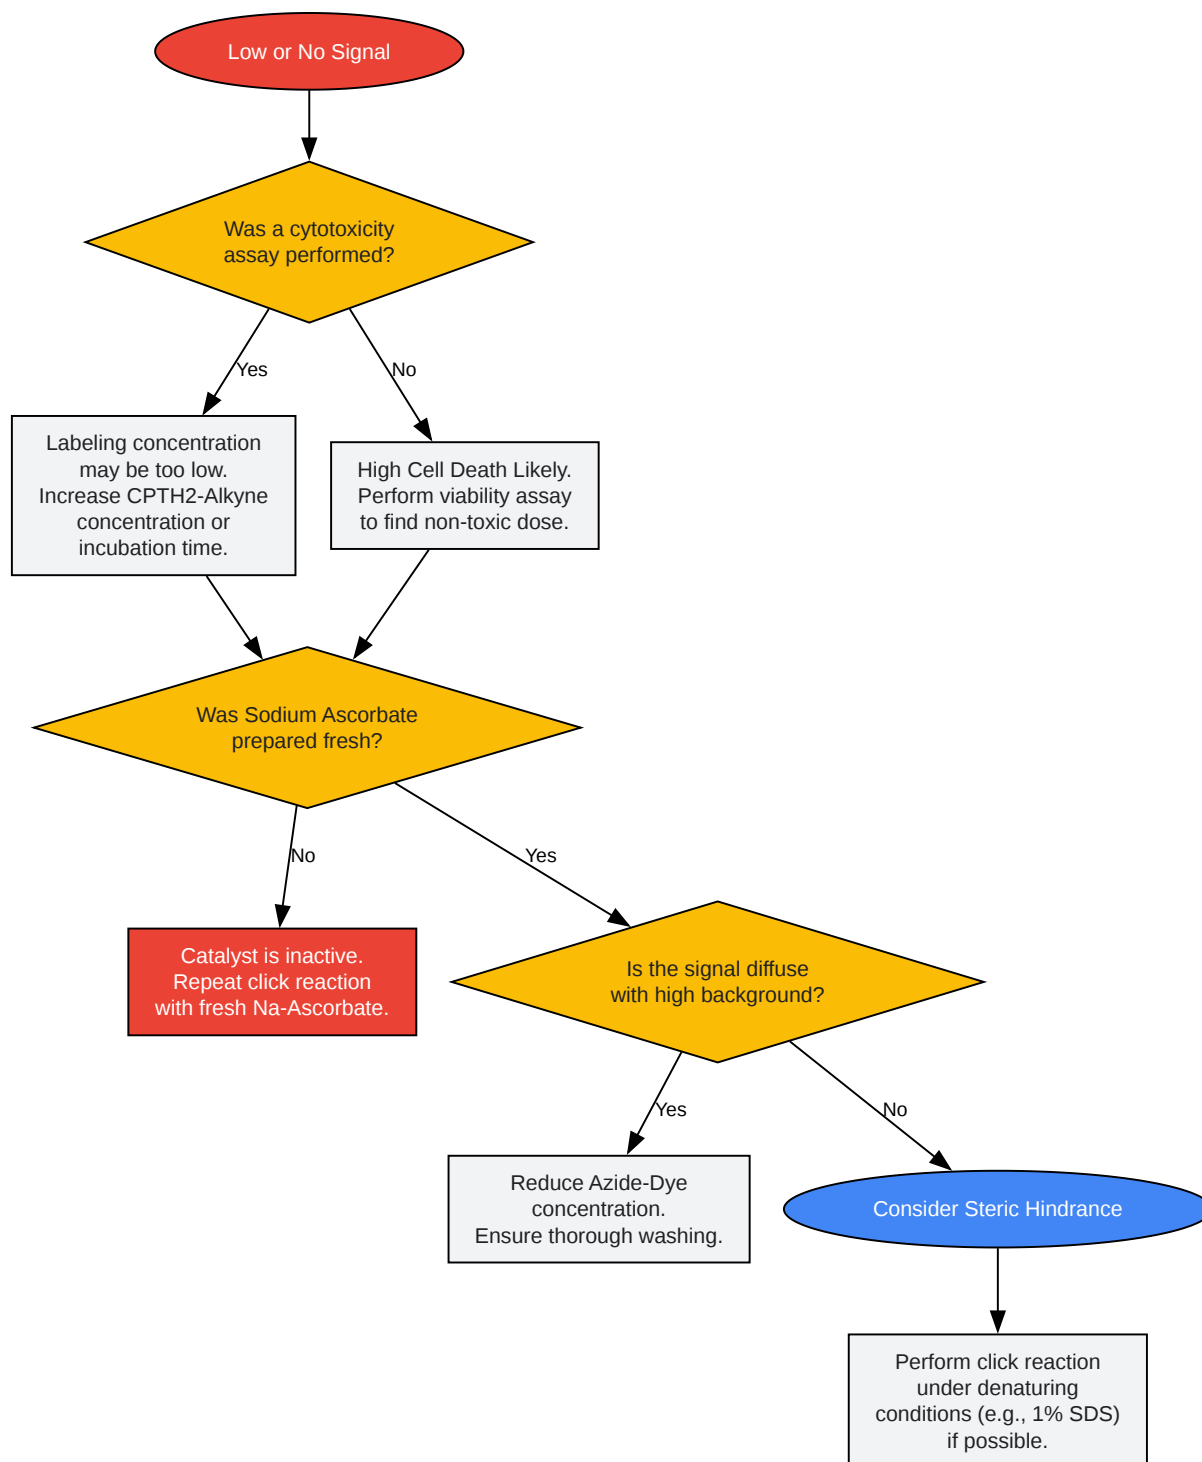 Low or No Signal
Was a cytotoxicity
assay performed?
Yes
No
Labeling concentration
may be too low.
Increase CPTH2-Alkyne
concentration or
incubation time.
High Cell Death Likely.
Perform viability assay
to find non-toxic dose.
Was Sodium Ascorbate
prepared fresh?
No
Yes
Catalyst is inactive.
Repeat click reaction
with fresh Na-Ascorbate.
Is the signal diffuse
with high background?
Yes
No
Reduce Azide-Dye
concentration.
Ensure thorough washing.
Consider Steric Hindrance
Perform click reaction
under denaturing
conditions (e.g., 1% SDS)
if possible.